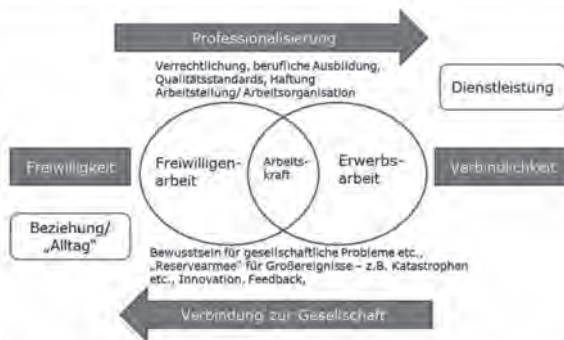 Professionalisierung
Verrechtlichung, berufliche Ausbildung,
Qualitätsstandards, Haftung
Arbeitsteilung/ Arbeitsorganisation
Dienstleistung
Freiwilligkeit
Freiwilligen-
arbeit
Arbeits-
kraft
Erwerbs-
arbeit
Verbindlichkeit
Beziehung/
„Alltag“
Bewusstsein für gesellschaftliche Probleme etc.,
„Reservearmee“ für Großereignisse – z.B. Katastrophen
etc., Innovation, Feedback,
Verbindung zur Gesellschaft